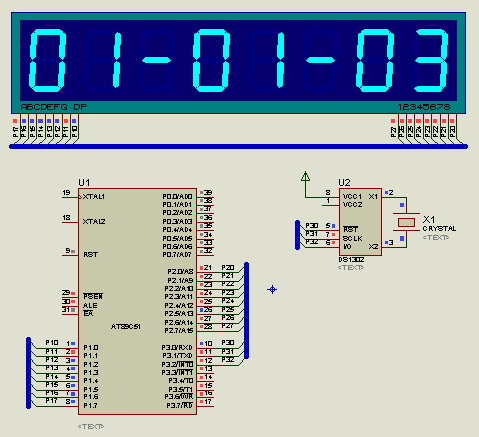 01-01-03
ABCDEFG DP 12345678
P17 P16 P15 P14 P13 P12 P11 P10 P27 P26 P25 P24 P23 P22 P21 P20
U1
19 XTAL1 P0.0/AD0 39
P0.1/AD1 38
P0.2/AD2 37
18 XTAL2 P0.3/AD3 36
P0.4/AD4 35
P0.5/AD5 34
P0.6/AD6 33
9 RST P0.7/AD7 32
P2.0/A8 21 P20
P2.1/A9 22 P21
P2.2/A10 23 P22
29 PSEN P2.3/A11 24 P23
30 ALE P2.4/A12 25 P24
31 EA P2.5/A13 26 P25
P2.6/A14 27 P26
AT89C51 P2.7/A15 28 P27
P10 1 P1.0 P3.0/RXD 10 P30
P11 2 P1.1 P3.1/TXD 11 P31
P12 3 P1.2 P3.2/INT0 12 P32
P13 4 P1.3 P3.3/INT1 13
P14 5 P1.4 P3.4/T0 14
P15 6 P1.5 P3.5/T1 15
P16 7 P1.6 P3.6/WR 16
P17 8 P1.7 P3.7/RD 17
<TEXT>
U2
8 VCC1 X1 2
1 VCC2
P30 5 RST
P31 7 SCLK
P32 6 I/O X2 3
DS1302
<TEXT>
X1
CRYSTAL
<TEXT>